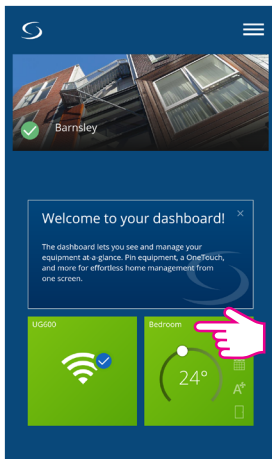 Barnsley
Welcome to your dashboard!
×
The dashboard lets you see and manage your
equipment at-a-glance. Pin equipment, a OneTouch,
and more for effortless home management from
one screen.
UG600
Bedroom
24°
A+